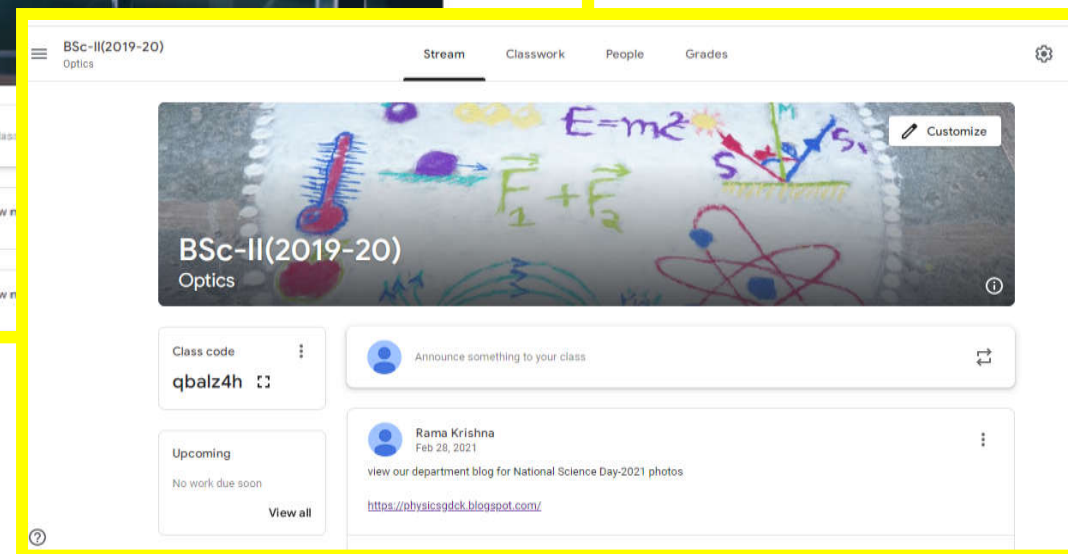 BSc-II(2019-20)
Optics
Stream
Classwork
People
Grades
E=mc2
M
S
S1
F1 + F2
Customize
BSc-II(2019-20)
Optics
Class code
qbalz4h
Announce something to your class
Upcoming
No work due soon
View all
Rama Krishna
Feb 28, 2021
view our department blog for National Science Day-2021 photos
https://physicsgdck.blogspot.com/